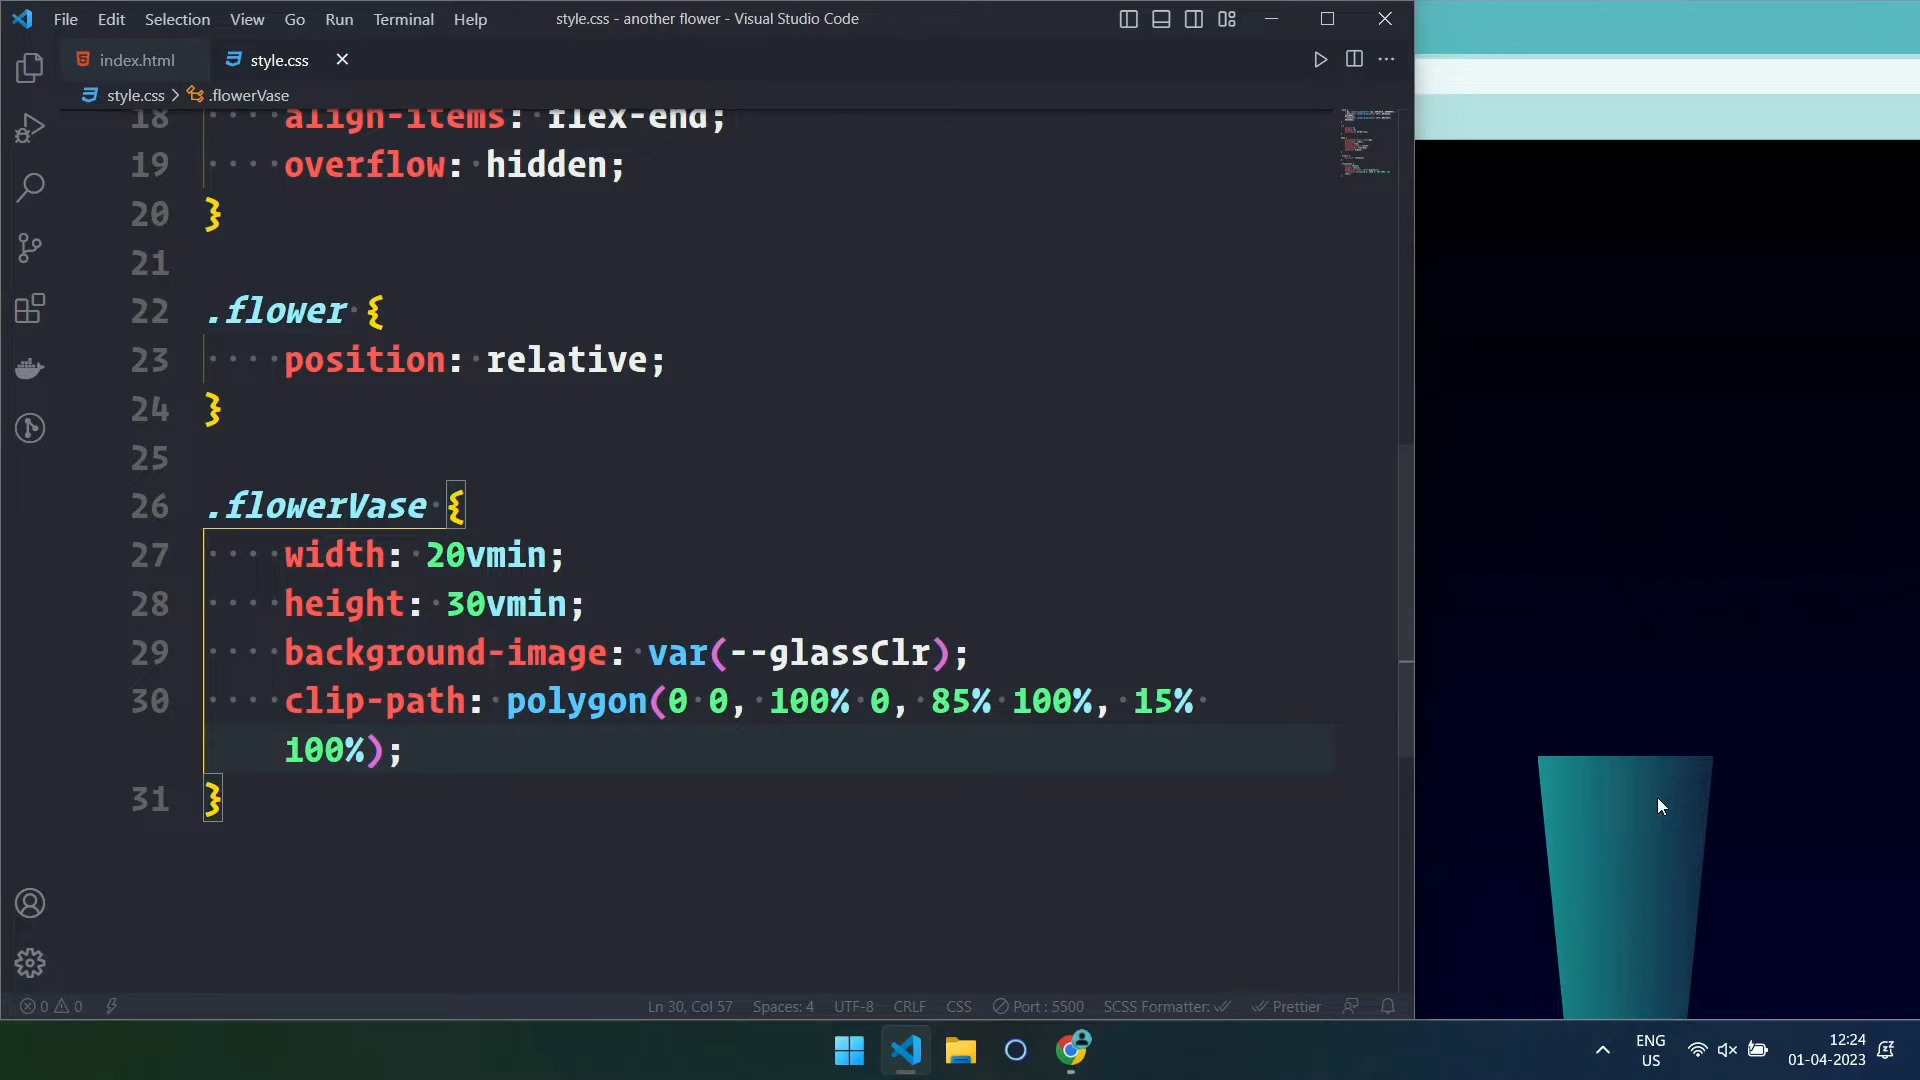 File Edit Selection View Go Run Terminal Help
style.css - another flower - Visual Studio Code
index.html
style.css
style.css > .flowerVase
18 align-items: flex-end;
19 overflow: hidden;
20 }
21
22 .flower {
23 position: relative;
24 }
25
26 .flowerVase {
27 width: 20vmin;
28 height: 30vmin;
29 background-image: var(--glassClr);
30 clip-path: polygon(0 0, 100% 0, 85% 100%, 15%
100%);
31 }
0 0
Ln 30, Col 57 Spaces: 4 UTF-8 CRLF CSS Port : 5500 SCSS Formatter: Prettier
ENG
US
12:24
01-04-2023